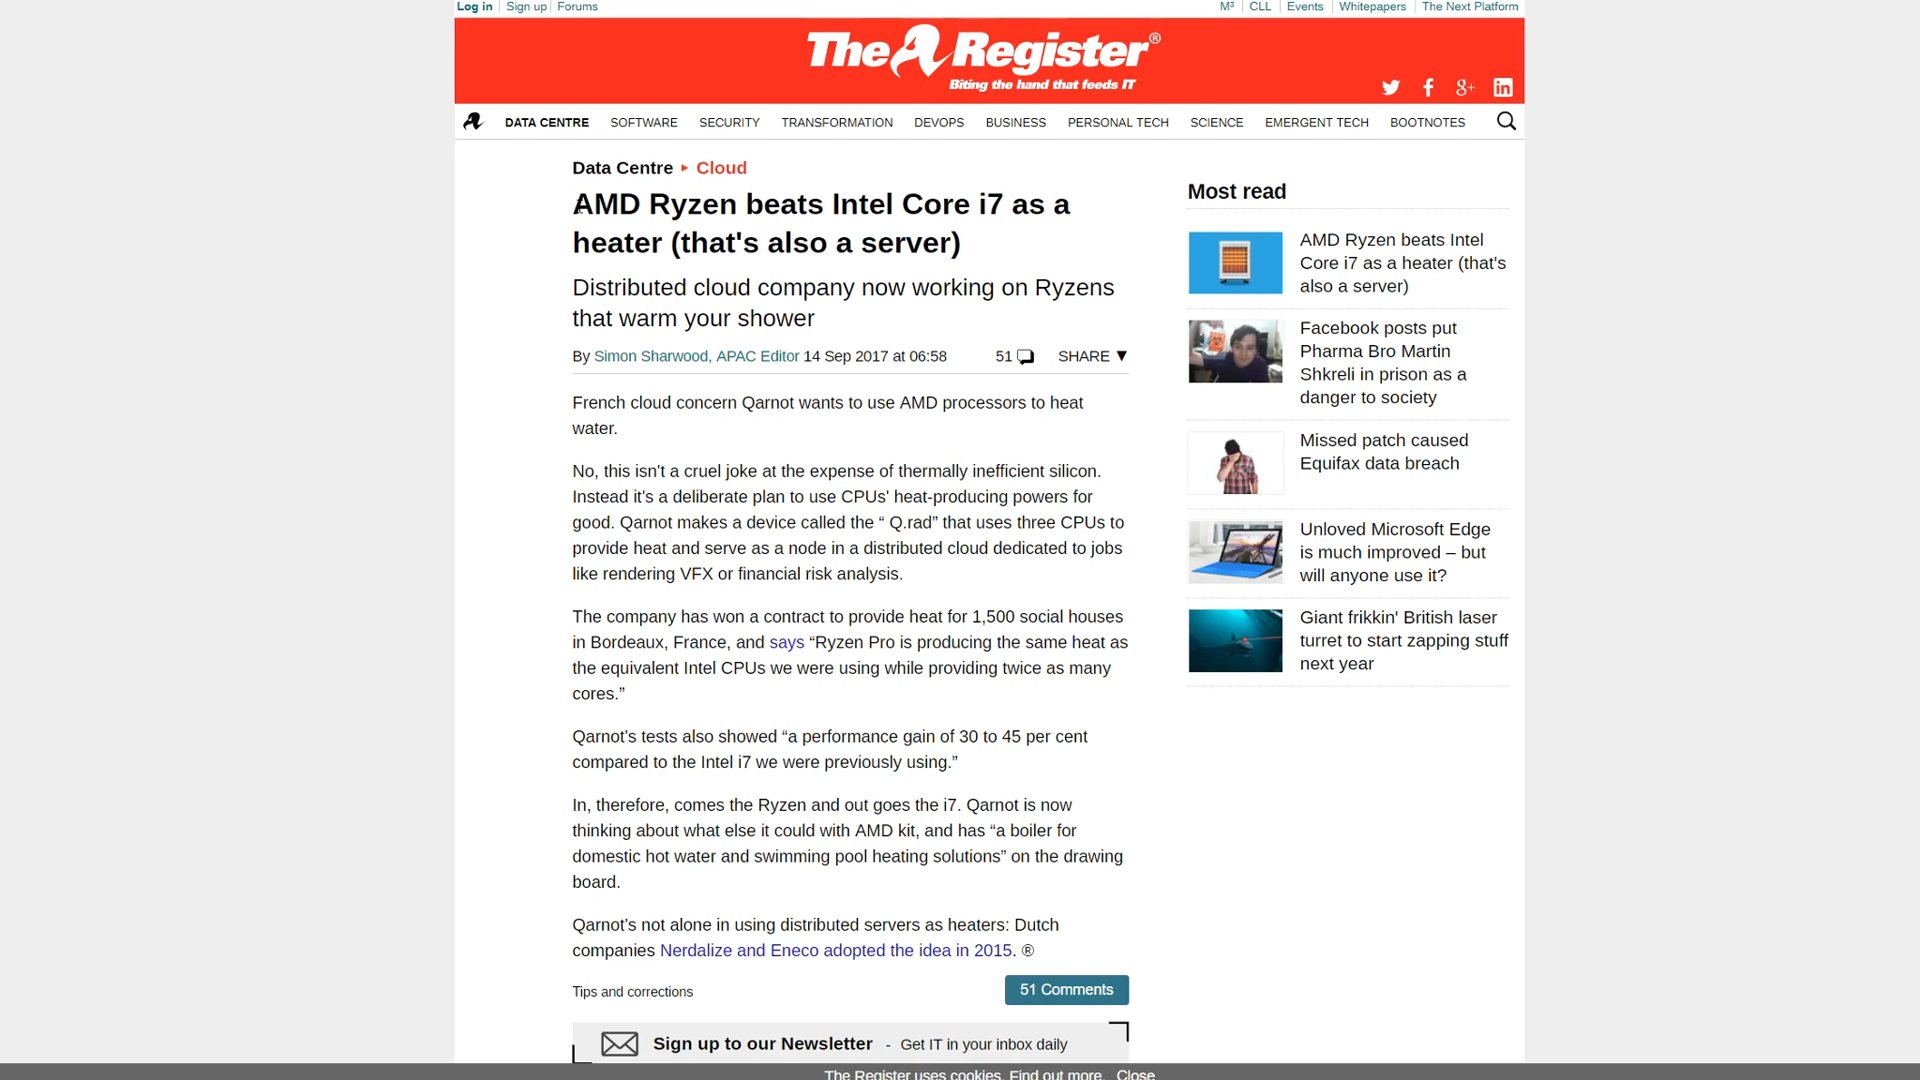 Log in | Sign up | Forums
M³ | CLL | Events | Whitepapers | The Next Platform
The Register®
Biting the hand that feeds IT
DATA CENTRE SOFTWARE SECURITY TRANSFORMATION DEVOPS BUSINESS PERSONAL TECH SCIENCE EMERGENT TECH BOOTNOTES
Data Centre ▸ Cloud
AMD Ryzen beats Intel Core i7 as a
heater (that's also a server)
Distributed cloud company now working on Ryzens
that warm your shower
By Simon Sharwood, APAC Editor 14 Sep 2017 at 06:58
51
SHARE ▼
French cloud concern Qarnot wants to use AMD processors to heat
water.
No, this isn't a cruel joke at the expense of thermally inefficient silicon.
Instead it's a deliberate plan to use CPUs' heat-producing powers for
good. Qarnot makes a device called the “ Q.rad” that uses three CPUs to
provide heat and serve as a node in a distributed cloud dedicated to jobs
like rendering VFX or financial risk analysis.
The company has won a contract to provide heat for 1,500 social houses
in Bordeaux, France, and says “Ryzen Pro is producing the same heat as
the equivalent Intel CPUs we were using while providing twice as many
cores.”
Qarnot's tests also showed “a performance gain of 30 to 45 per cent
compared to the Intel i7 we were previously using.”
In, therefore, comes the Ryzen and out goes the i7. Qarnot is now
thinking about what else it could with AMD kit, and has “a boiler for
domestic hot water and swimming pool heating solutions” on the drawing
board.
Qarnot's not alone in using distributed servers as heaters: Dutch
companies Nerdalize and Eneco adopted the idea in 2015. ®
Tips and corrections
51 Comments
Sign up to our Newsletter - Get IT in your inbox daily
Most read
AMD Ryzen beats Intel
Core i7 as a heater (that's
also a server)
Facebook posts put
Pharma Bro Martin
Shkreli in prison as a
danger to society
Missed patch caused
Equifax data breach
Unloved Microsoft Edge
is much improved – but
will anyone use it?
Giant frikkin' British laser
turret to start zapping stuff
next year
The Register uses cookies. Find out more. Close